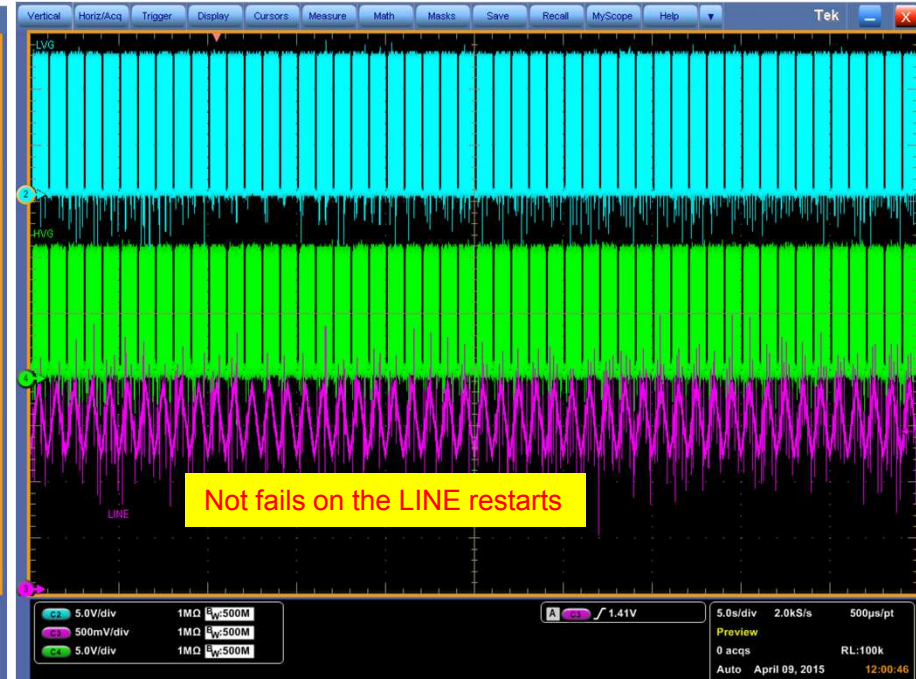 Vertical Horiz/Acq Trigger Display Cursors Measure Math Masks Save Recall MyScope Help Tek X
LVG
2
HVG
4
Not fails on the LINE restarts
LINE
3
C2 5.0V/div 1MΩ BW:500M
C3 500mV/div 1MΩ BW:500M
C4 5.0V/div 1MΩ BW:500M
A C3 1.41V
5.0s/div 2.0kS/s 500µs/pt
Preview
0 acqs RL:100k
Auto April 09, 2015 12:00:46